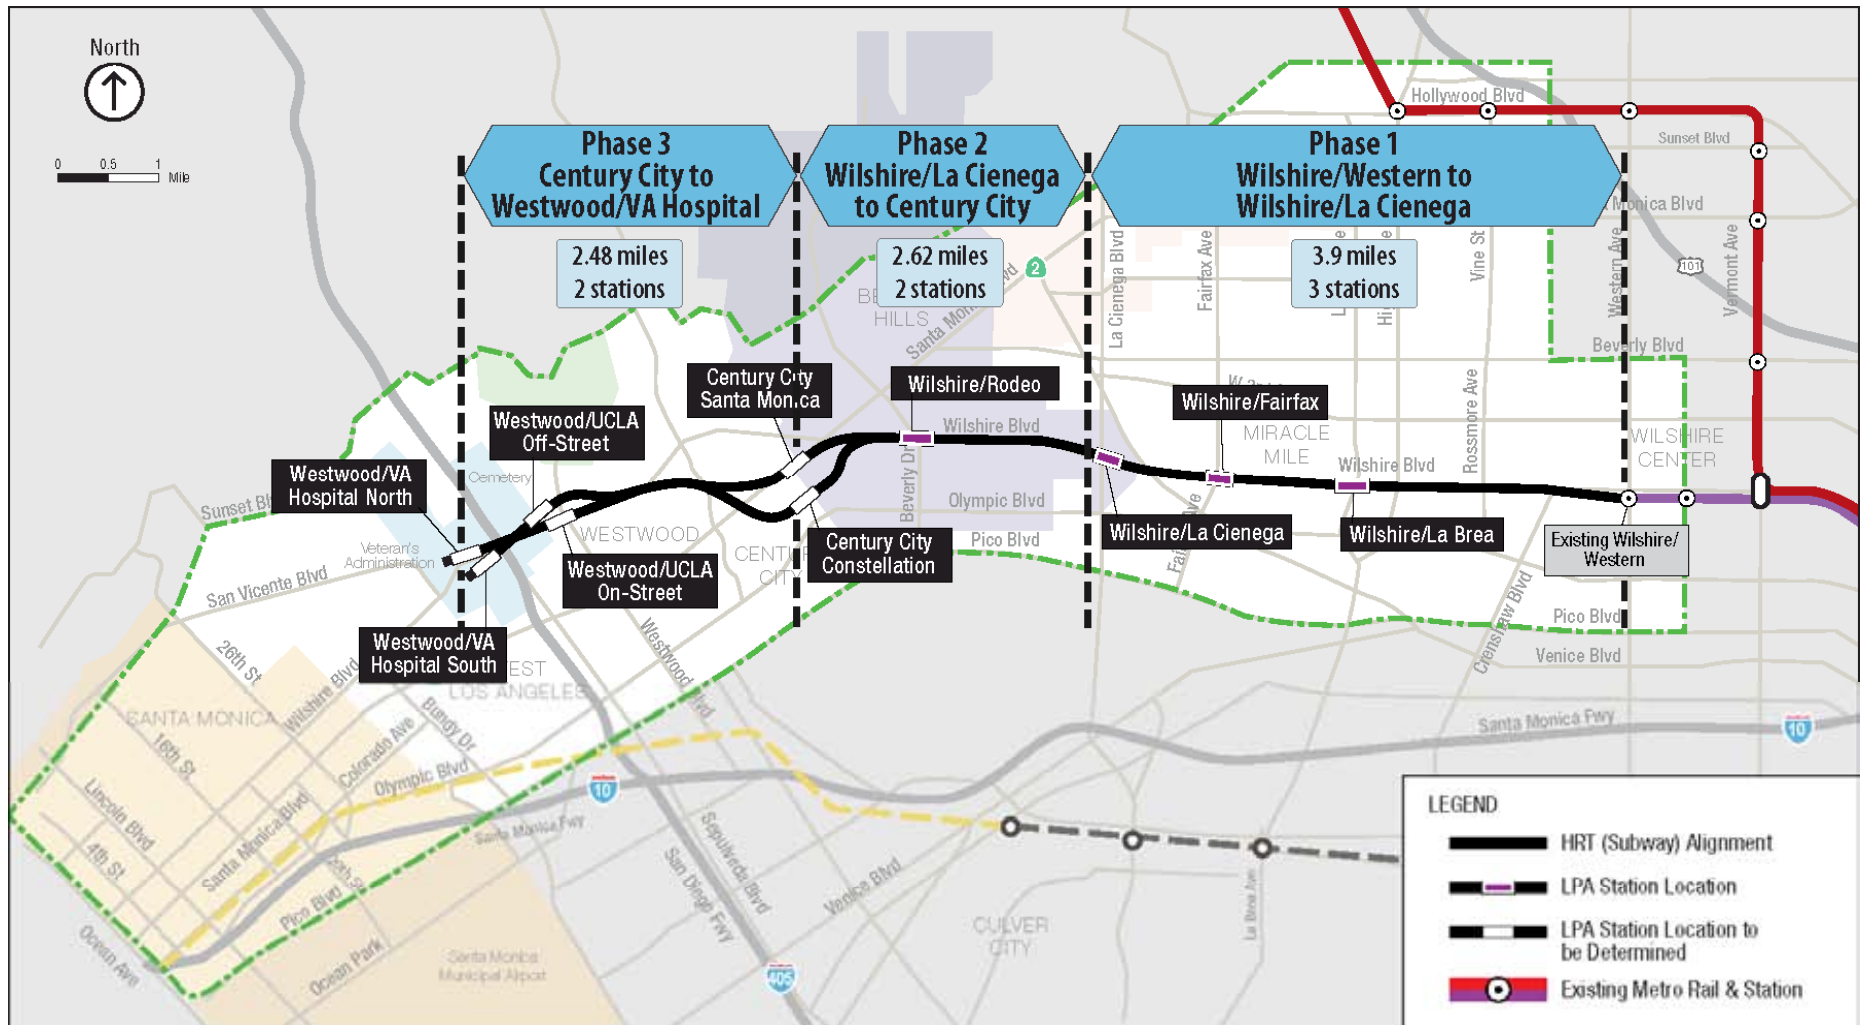 North
0 0.5 1
Mile
Phase 3
Century City to
Westwood/VA Hospital
2.48 miles
2 stations
Phase 2
Wilshire/La Cienega
to Century City
2.62 miles
2 stations
Phase 1
Wilshire/Western to
Wilshire/La Cienega
3.9 miles
3 stations
Hollywood Blvd
Sunset Blvd
Monica Blvd
Beverly Blvd
101
2
La Cienega Blvd
Fairfax Ave
Vine St
Western Ave
Vermont Ave
Rossmore Ave
HILLS
Santa Mon
Blvd
Century City
Santa Monica
Wilshire/Rodeo
Wilshire/Fairfax
Westwood/UCLA
Off-Street
Westwood/VA
Hospital North
Cemetery
Wilshire Blvd
MIRACLE
MILE
Wilshire Blvd
WILSHIRE
CENTER
Beverly Dr
Olympic Blvd
Sunset Bl
WESTWOOD
Veteran's
Administration
San Vicente Blvd
Pico Blvd
Wilshire/La Cienega
Wilshire/La Brea
Existing Wilshire/
Western
Century City
Constellation
Westwood/UCLA
On-Street
Westwood/VA
Hospital South
CITY
Ave
Crenshaw Blvd
Pico Blvd
Venice Blvd
26th St
Wilshire Blvd
EST
LOS ANGELES
Westwood Blvd
SANTA MONICA
16th St
Colorado Ave
Bundy Dr
Olympic Blvd
Lincoln Blvd
4th St
Santa Monica Blvd
20th St
Pico Blvd
Ocean Ave
Ocean Park
Santa Monica
Municipal Airport
10
Santa Monica Fwy
Sepulveda Blvd
San Diego Fwy
405
Venice Blvd
CULVER
CITY
La Brea Ave
Santa Monica Fwy
10
LEGEND
HRT (Subway) Alignment
LPA Station Location
LPA Station Location to
be Determined
Existing Metro Rail & Station